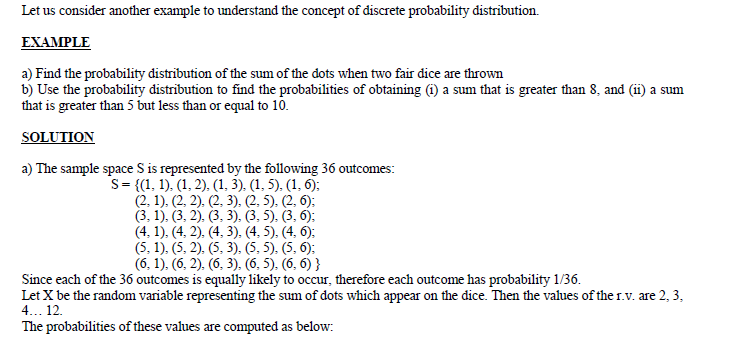 Let us consider another example to understand the concept of discrete probability distribution.
EXAMPLE
a) Find the probability distribution of the sum of the dots when two fair dice are thrown
b) Use the probability distribution to find the probabilities of obtaining (i) a sum that is greater than 8, and (ii) a sum
that is greater than 5 but less than or equal to 10.
SOLUTION
a) The sample space S is represented by the following 36 outcomes:
S = {(1, 1), (1, 2), (1, 3), (1, 5), (1, 6);
(2, 1), (2, 2), (2, 3), (2, 5), (2, 6);
(3, 1), (3, 2), (3, 3), (3, 5), (3, 6);
(4, 1), (4, 2), (4, 3), (4, 5), (4, 6);
(5, 1), (5, 2), (5, 3), (5, 5), (5, 6);
(6, 1), (6, 2), (6, 3), (6, 5), (6, 6) }
Since each of the 36 outcomes is equally likely to occur, therefore each outcome has probability 1/36.
Let X be the random variable representing the sum of dots which appear on the dice. Then the values of the r.v. are 2, 3,
4… 12.
The probabilities of these values are computed as below: